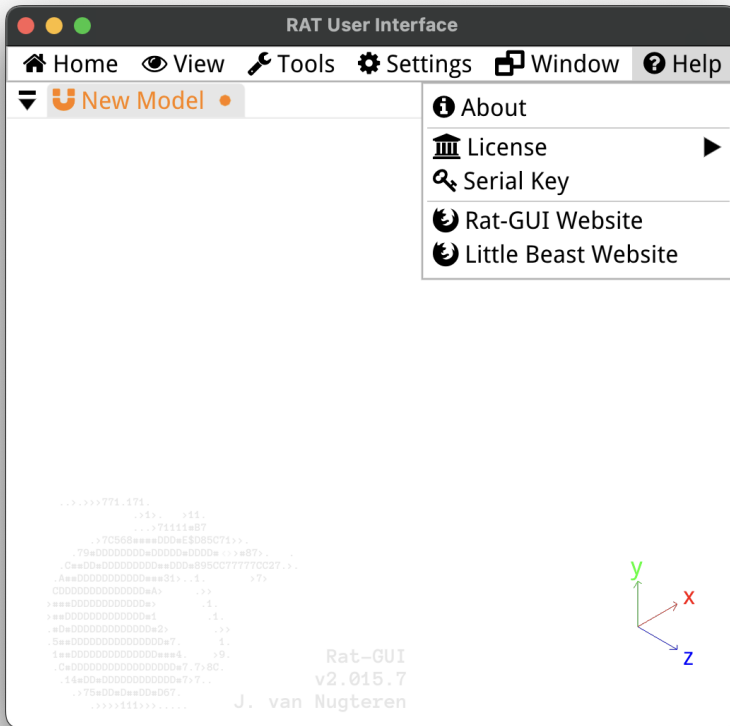 RAT User Interface
Home View Tools Settings Window Help
New Model
About
License
Serial Key
Rat-GUI Website
Little Beast Website
y
x
z
Rat-GUI
v2.015.7
J. van Nugteren